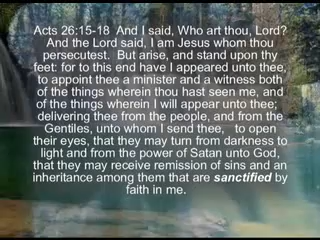 Acts 26:15-18  And I said, Who art thou, Lord?
And the Lord said, I am Jesus whom thou
persecutest.  But arise, and stand upon thy
feet: for to this end have I appeared unto thee,
to appoint thee a minister and a witness both
of the things wherein thou hast seen me, and
of the things wherein I will appear unto thee;
delivering thee from the people, and from the
Gentiles, unto whom I send thee,   to open
their eyes, that they may turn from darkness to
light and from the power of Satan unto God,
that they may receive remission of sins and an
inheritance among them that are sanctified by
faith in me.